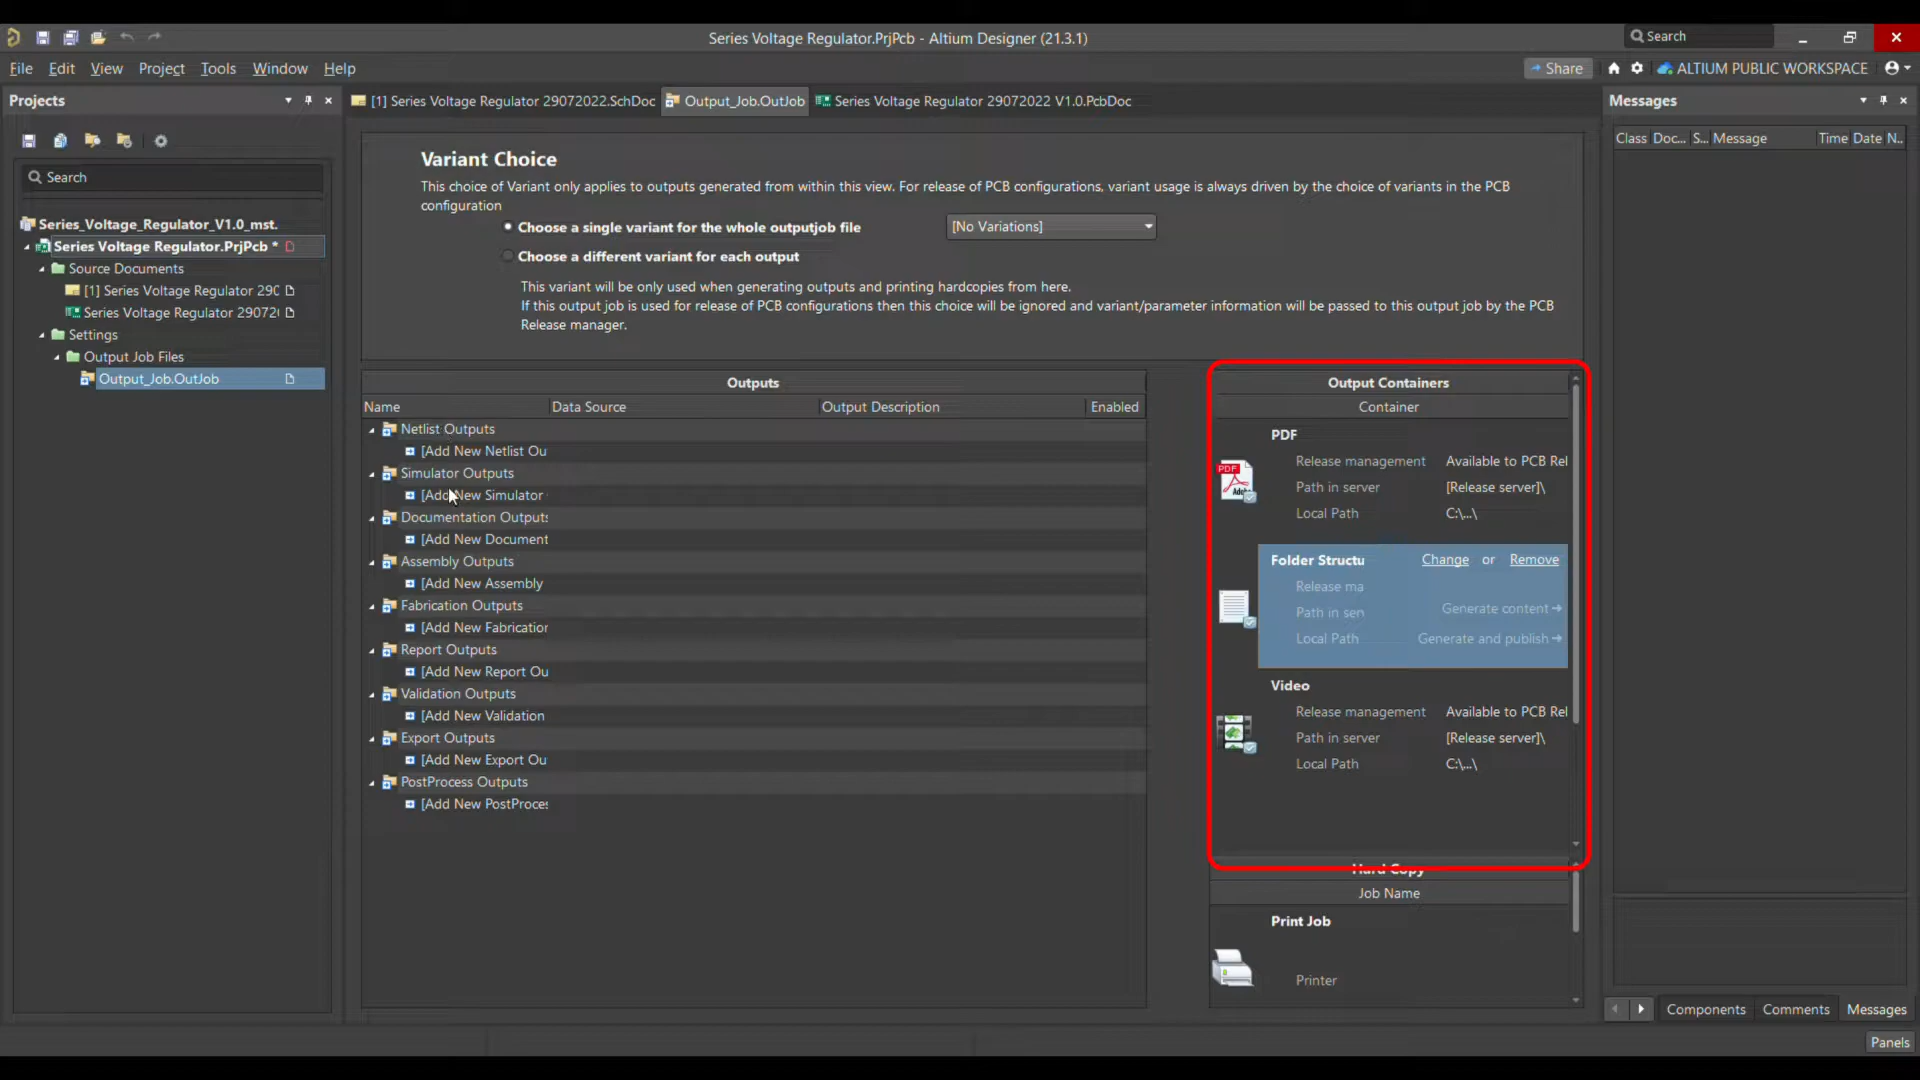 Series Voltage Regulator.PrjPcb - Altium Designer (21.3.1)
Search
File Edit View Project Tools Window Help
Share
ALTIUM PUBLIC WORKSPACE
Projects
[1] Series Voltage Regulator 29072022.SchDoc
Output_Job.OutJob
Series Voltage Regulator 29072022 V1.0.PcbDoc
Messages
Class Doc... S... Message Time Date N..
Search
Series_Voltage_Regulator_V1.0_mst.
Series Voltage Regulator.PrjPcb *
Source Documents
[1] Series Voltage Regulator 290
Series Voltage Regulator 29072
Settings
Output Job Files
Output_Job.OutJob
Variant Choice
This choice of Variant only applies to outputs generated from within this view. For release of PCB configurations, variant usage is always driven by the choice of variants in the PCB
configuration
Choose a single variant for the whole outputjob file
[No Variations]
Choose a different variant for each output
This variant will be only used when generating outputs and printing hardcopies from here.
If this output job is used for release of PCB configurations then this choice will be ignored and variant/parameter information will be passed to this output job by the PCB
Release manager.
Outputs
Name Data Source Output Description Enabled
Netlist Outputs
[Add New Netlist Ou
Simulator Outputs
[Add New Simulator
Documentation Outputs
[Add New Document
Assembly Outputs
[Add New Assembly
Fabrication Outputs
[Add New Fabrication
Report Outputs
[Add New Report Ou
Validation Outputs
[Add New Validation
Export Outputs
[Add New Export Ou
PostProcess Outputs
[Add New PostProces
Output Containers
Container
PDF
PDF
Adobe
Release management Available to PCB Rel
Path in server [Release server]\
Local Path C:\...\
Folder Structu Change or Remove
Release ma
Path in ser Generate content
Local Path Generate and publish
Video
Release management Available to PCB Rel
Path in server [Release server]\
Local Path C:\...\
Hard Copy
Job Name
Print Job
Printer
Components Comments Messages
Panels